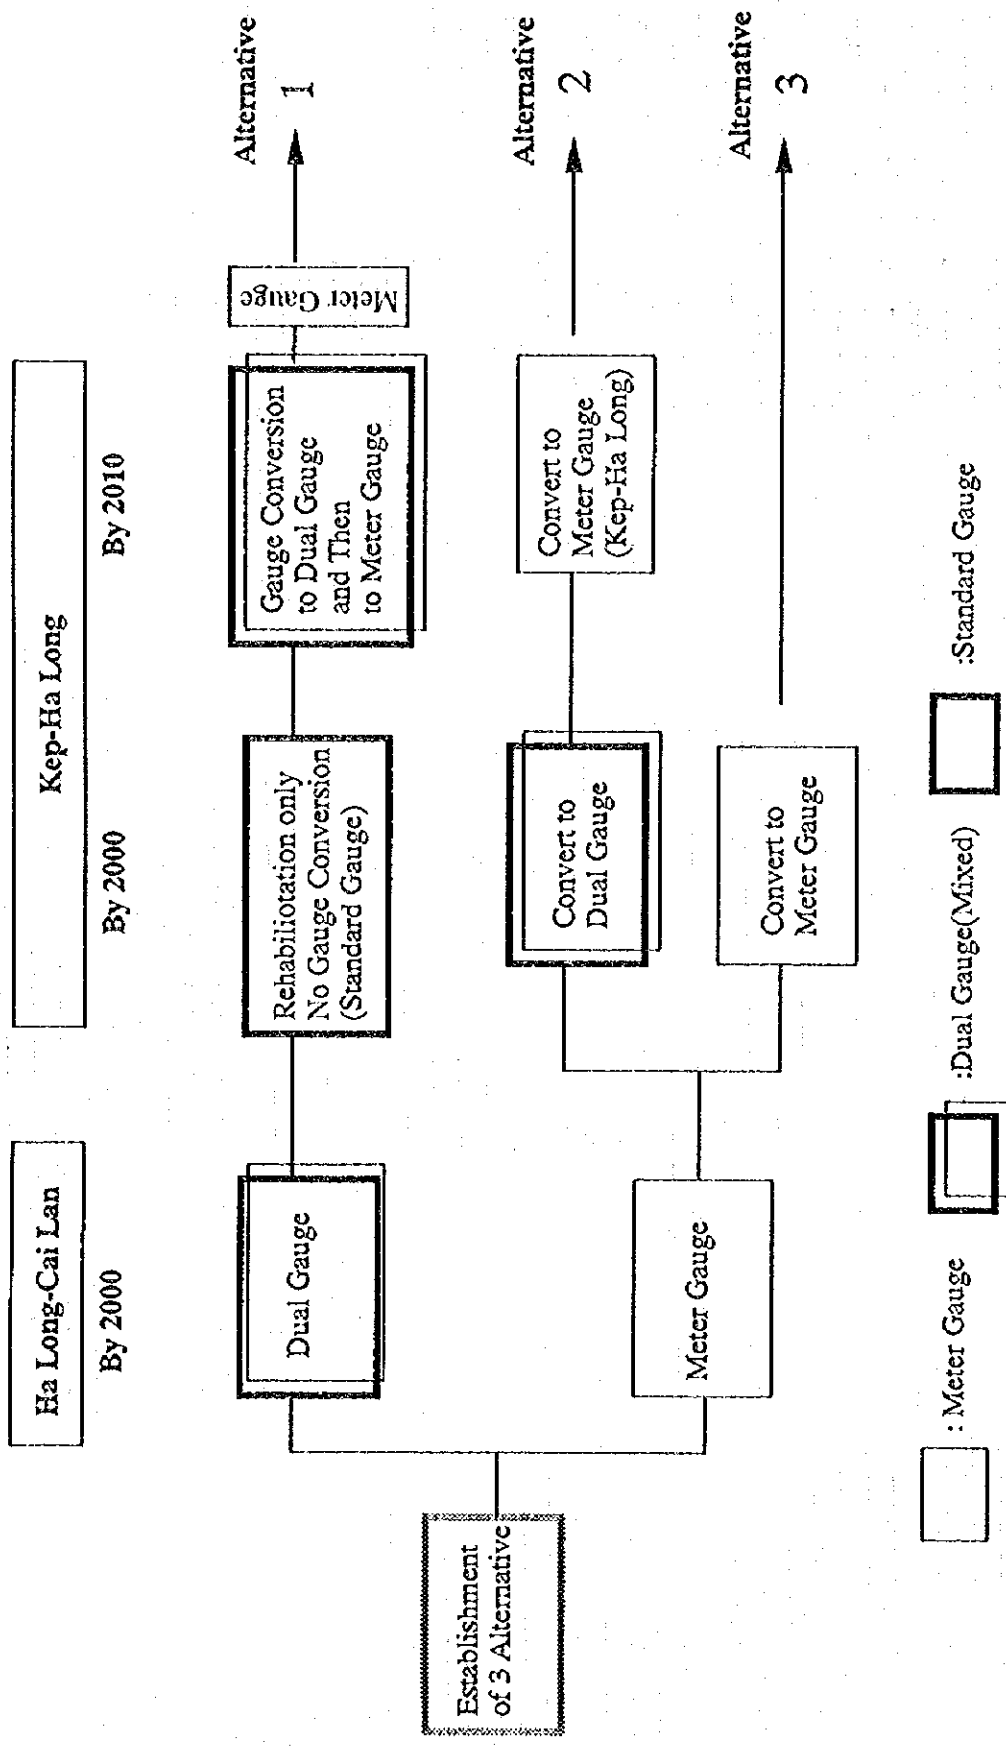 Ha Long-Cai Lan
Kep-Ha Long
By 2000
By 2000
By 2010
Establishment
of 3 Alternative
Dual Gauge
Rehabiliotation only
No Gauge Conversion
(Standard Gauge)
Gauge Conversion
to Dual Gauge
and Then
to Meter Gauge
Meter Gauge
Alternative
1
Meter Gauge
Convert to
Dual Gauge
Convert to
Meter Gauge
(Kep-Ha Long)
Alternative
2
Convert to
Meter Gauge
Alternative
3
: Meter Gauge
:Dual Gauge(Mixed)
:Standard Gauge